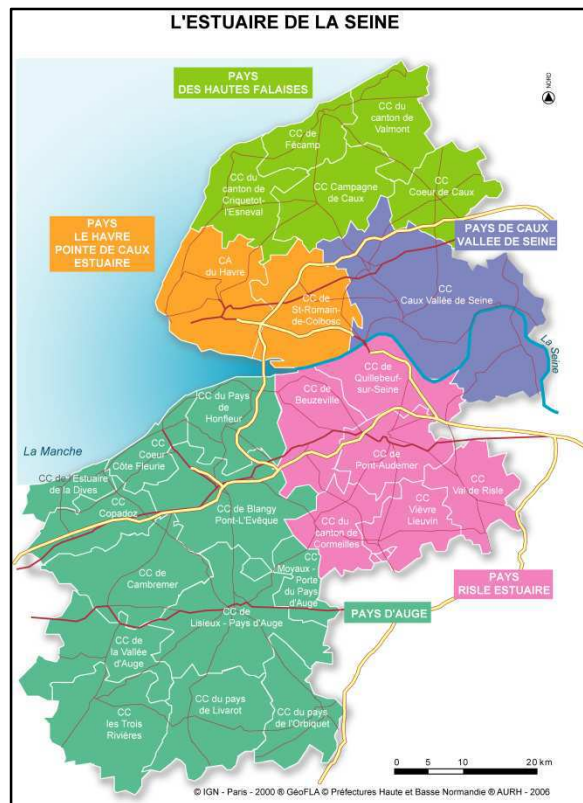 L'ESTUAIRE DE LA SEINE
PAYS
DES HAUTES FALAISES
NORD
CC du
canton de
Valmont
CC de
Fécamp
CC du
canton de
Criquetot-
l'Esneval
CC Campagne
de Caux
CC
Coeur de Caux
PAYS
LE HAVRE
POINTE DE CAUX
ESTUAIRE
PAYS DE CAUX
VALLEE DE SEINE
CA
du Havre
CC de
St-Romain-
de-Colbosc
CC
Caux Vallée de Seine
La Seine
CC de
Quillebeuf-
sur-Seine
CC de
Beuzeville
CC du Pays
de
Honfleur
La Manche
CC
Coeur
Côte Fleurie
CC de l'Estuaire
de la Dives
CC
Copadoz
CC de
Pont-Audemer
CC
Val de Risle
CC
Vièvre
Lieuvin
CC de Blangy
Pont-L'Evêque
CC du
canton de
Cormeilles
CC
Moyaux - Porte
du Pays
d'Auge
CC de
Cambremer
PAYS
RISLE ESTUAIRE
PAYS D'AUGE
CC de
Lisieux - Pays d'Auge
CC de
la Vallée
d'Auge
CC
les Trois
Rivières
CC du pays
de Livarot
CC du pays
de l'Orbiquet
0 5 10 20 km
© IGN - Paris - 2000 ® GéoFLA © Préfectures Haute et Basse Normandie ® AURH - 2006